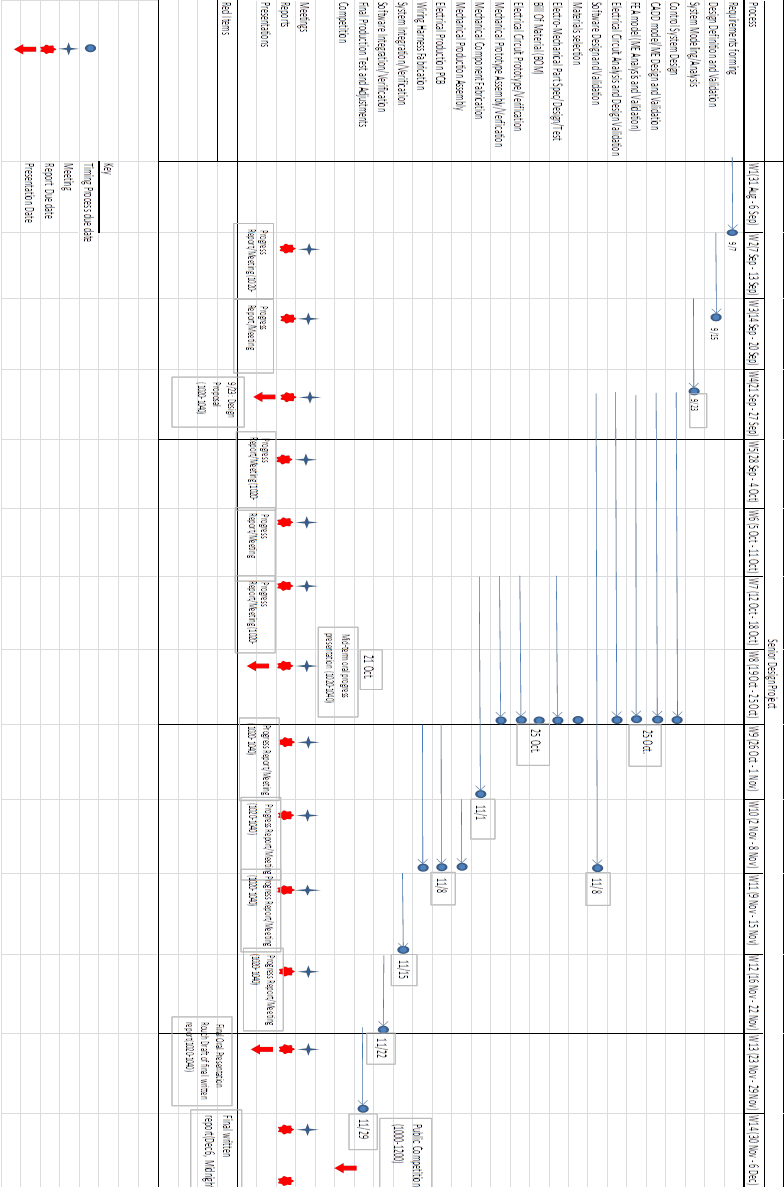 Senior Design Project
Process
W1(31 Aug - 6 Sep)
W2(7 Sep - 13 Sep)
W3(14 Sep - 20 Sep)
W4(21 Sep - 27 Sep)
W5(28 Sep - 4 Oct)
W6 (5 Oct - 11 Oct)
W7 (12 Oct - 18 Oct)
W8 (19 Oct - 25 Oct)
W9 (26 Oct - 1 Nov)
W10 (2 Nov - 8 Nov)
W11 (9 Nov - 15 Nov)
W12 (16 Nov - 22 Nov)
W13 (23 Nov - 29 Nov)
W14 (30 Nov - 6 Dec)
Requirements forming
9/7
Design Definition and Validation
9/15
System Modeling/Analysis
9/23
Control System Design
CADD model/ME Design and Validation
25 Oct.
FEA model (ME Analysis and Validation)
Electrical Circuit Analysis and Design Validation
Software Design and Validation
11/8
Materials selection
Electro-Mechanical Part Spec/Design/Test
Bill Of Material (BOM)
25 Oct.
Electrical Circuit Prototype/Verification
Mechanical Prototype Assembly/Verification
Mechanical Component Fabrication
11/1
Mechanical Production Assembly
Electrical Production PCB
11/8
Wiring Harness Fabrication
System Integration/Verification
11/15
Software Integration/Verification
11/22
Final Production Test and Adjustments
21 Oct.
11/29
Competition
Mid-term oral progress
presentation (1020-1040)
Public Competition
(1000-1200)
Meetings
Reports
Presentations
Progress
Report/Meeting (1020-
Progress
Report/Meeting
9/23 - Design
Proposal
(1020-1040)
Progress
Report/Meeting (1020-
Progress
Report/Meeting
Progress
Report/Meeting (1020-
Progress Report/Meeting
(1020-1040)
Progress Report/Meeting
(1020-1040)
Progress Report/Meeting
(1020-1040)
Progress Report/Meeting
(1020-1040)
Final Oral Presentation
Rough Draft of final written
report(1020-1040)
Final written
report(Dec 6, Midnight
Red Items
Key
Timing Process due date
Meeting
Report Due date
Presentation Date